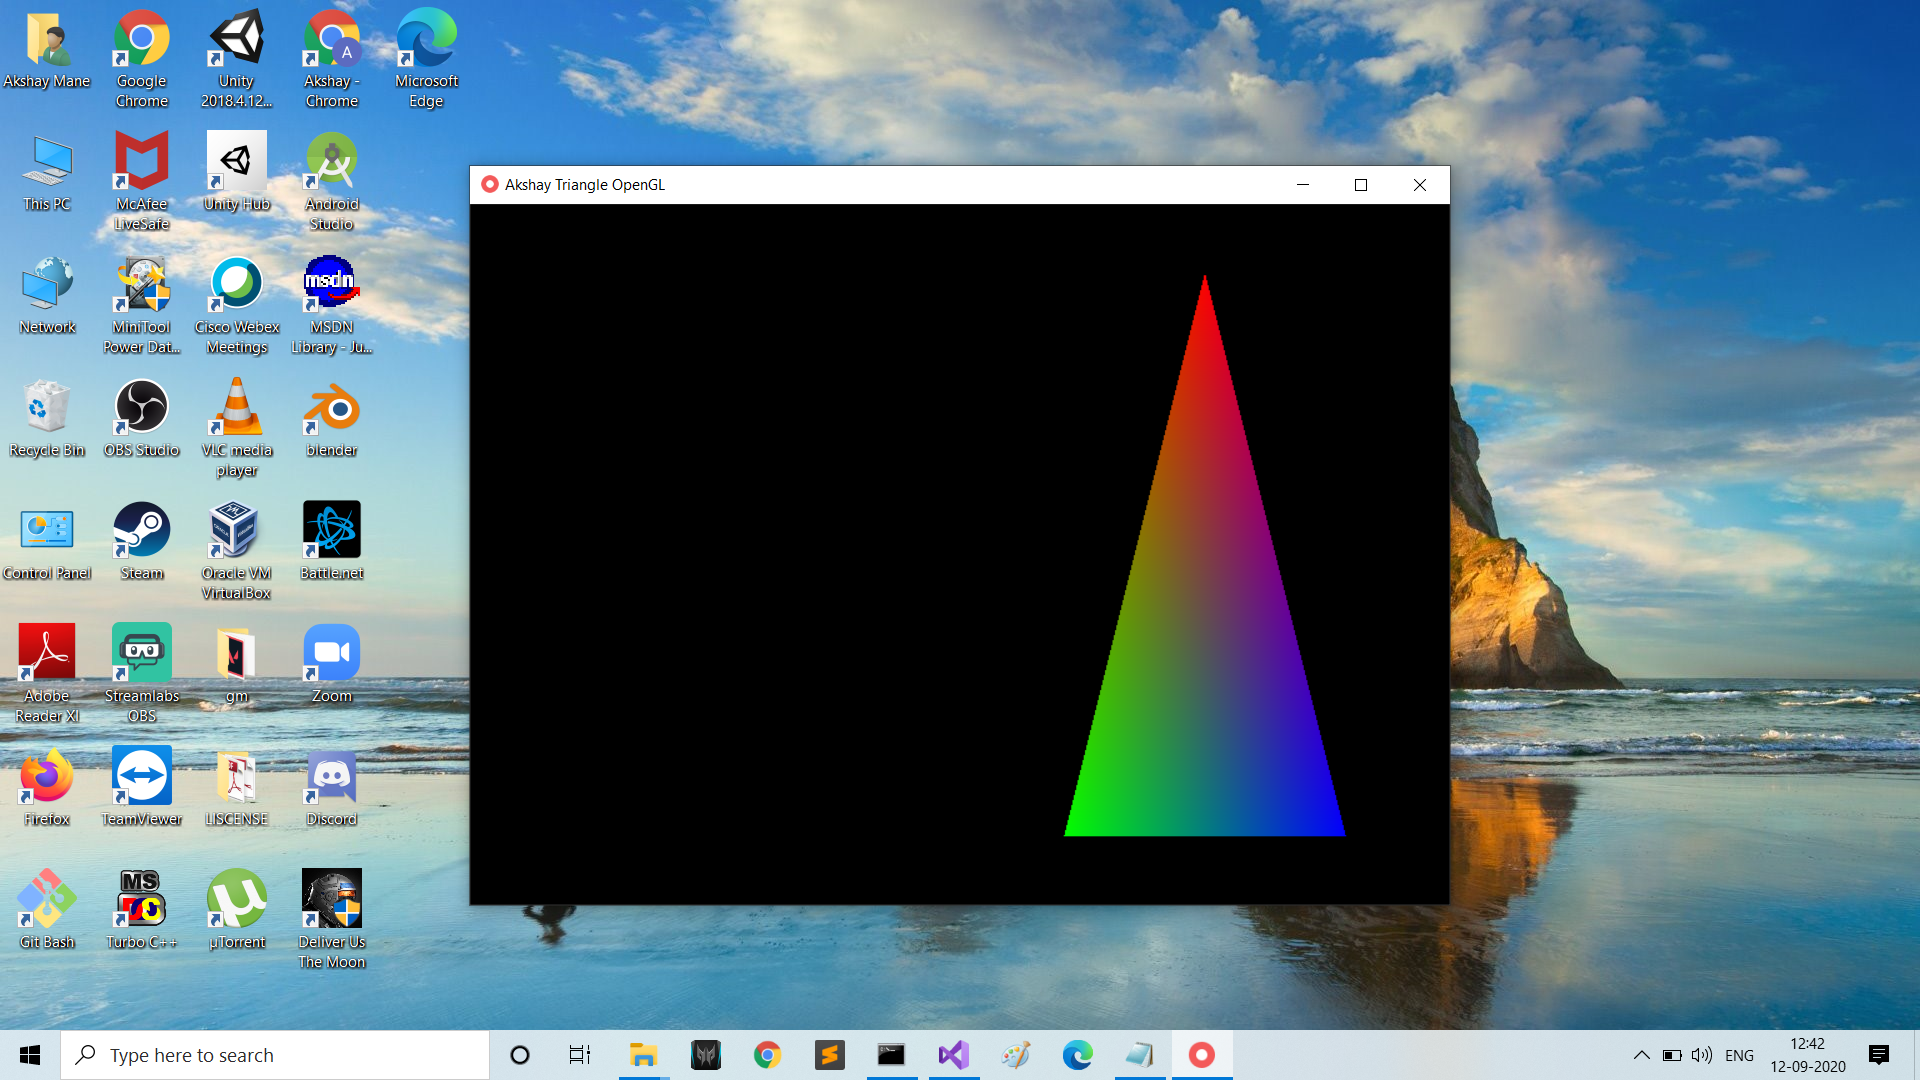 Akshay Mane
Google
Chrome
Unity
2018.4.12...
A
Akshay -
Chrome
Microsoft
Edge
This PC
McAfee
LiveSafe
Unity Hub
Android
Studio
Network
MiniTool
Power Dat...
Cisco Webex
Meetings
msdn
MSDN
Library - Ju...
Recycle Bin
OBS Studio
VLC media
player
blender
Control Panel
Steam
Oracle VM
VirtualBox
Battle.net
Adobe
Reader XI
Streamlabs
OBS
gm
Zoom
Firefox
TeamViewer
LISCENSE
Discord
Git Bash
MS
Turbo C++
µTorrent
Deliver Us
The Moon
Akshay Triangle OpenGL
Type here to search
ENG
12:42
12-09-2020